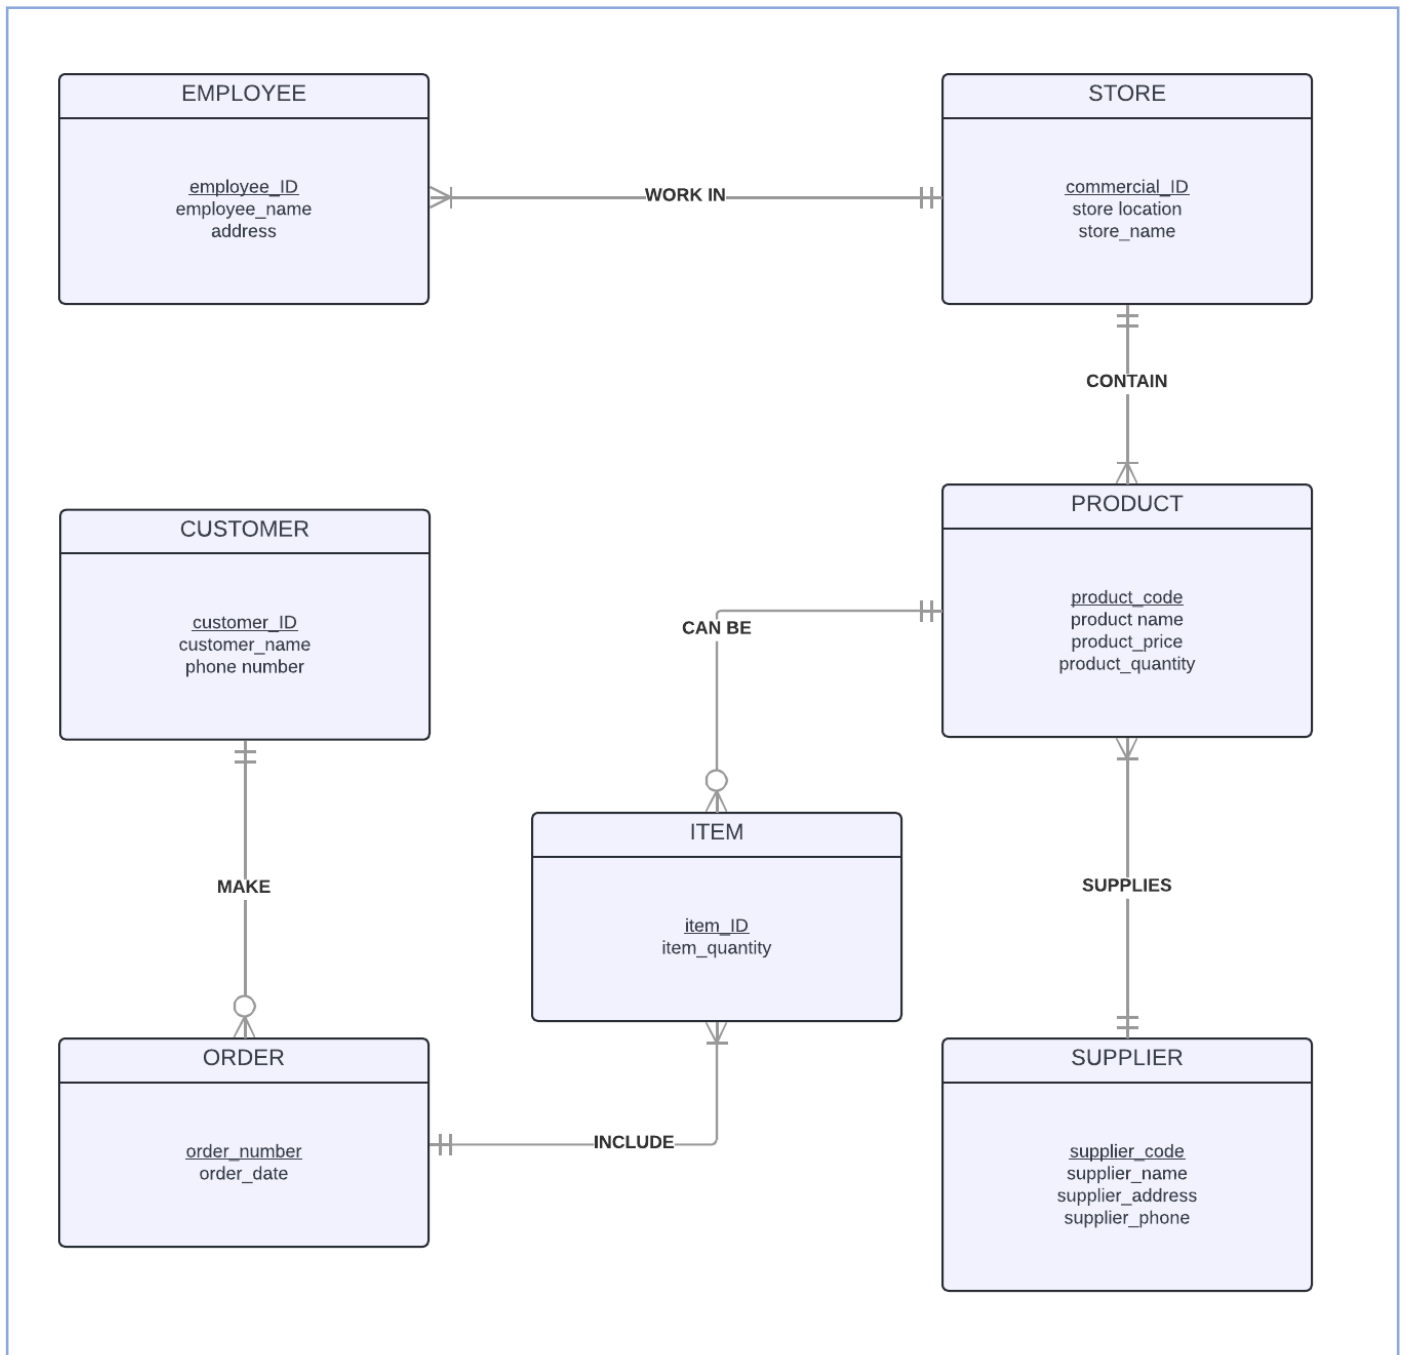 EMPLOYEE
employee_ID
employee_name
address
WORK IN
STORE
commercial_ID
store location
store_name
CONTAIN
CUSTOMER
customer_ID
customer_name
phone number
PRODUCT
product_code
product name
product_price
product_quantity
CAN BE
MAKE
ITEM
item_ID
item_quantity
SUPPLIES
ORDER
order_number
order_date
INCLUDE
SUPPLIER
supplier_code
supplier_name
supplier_address
supplier_phone